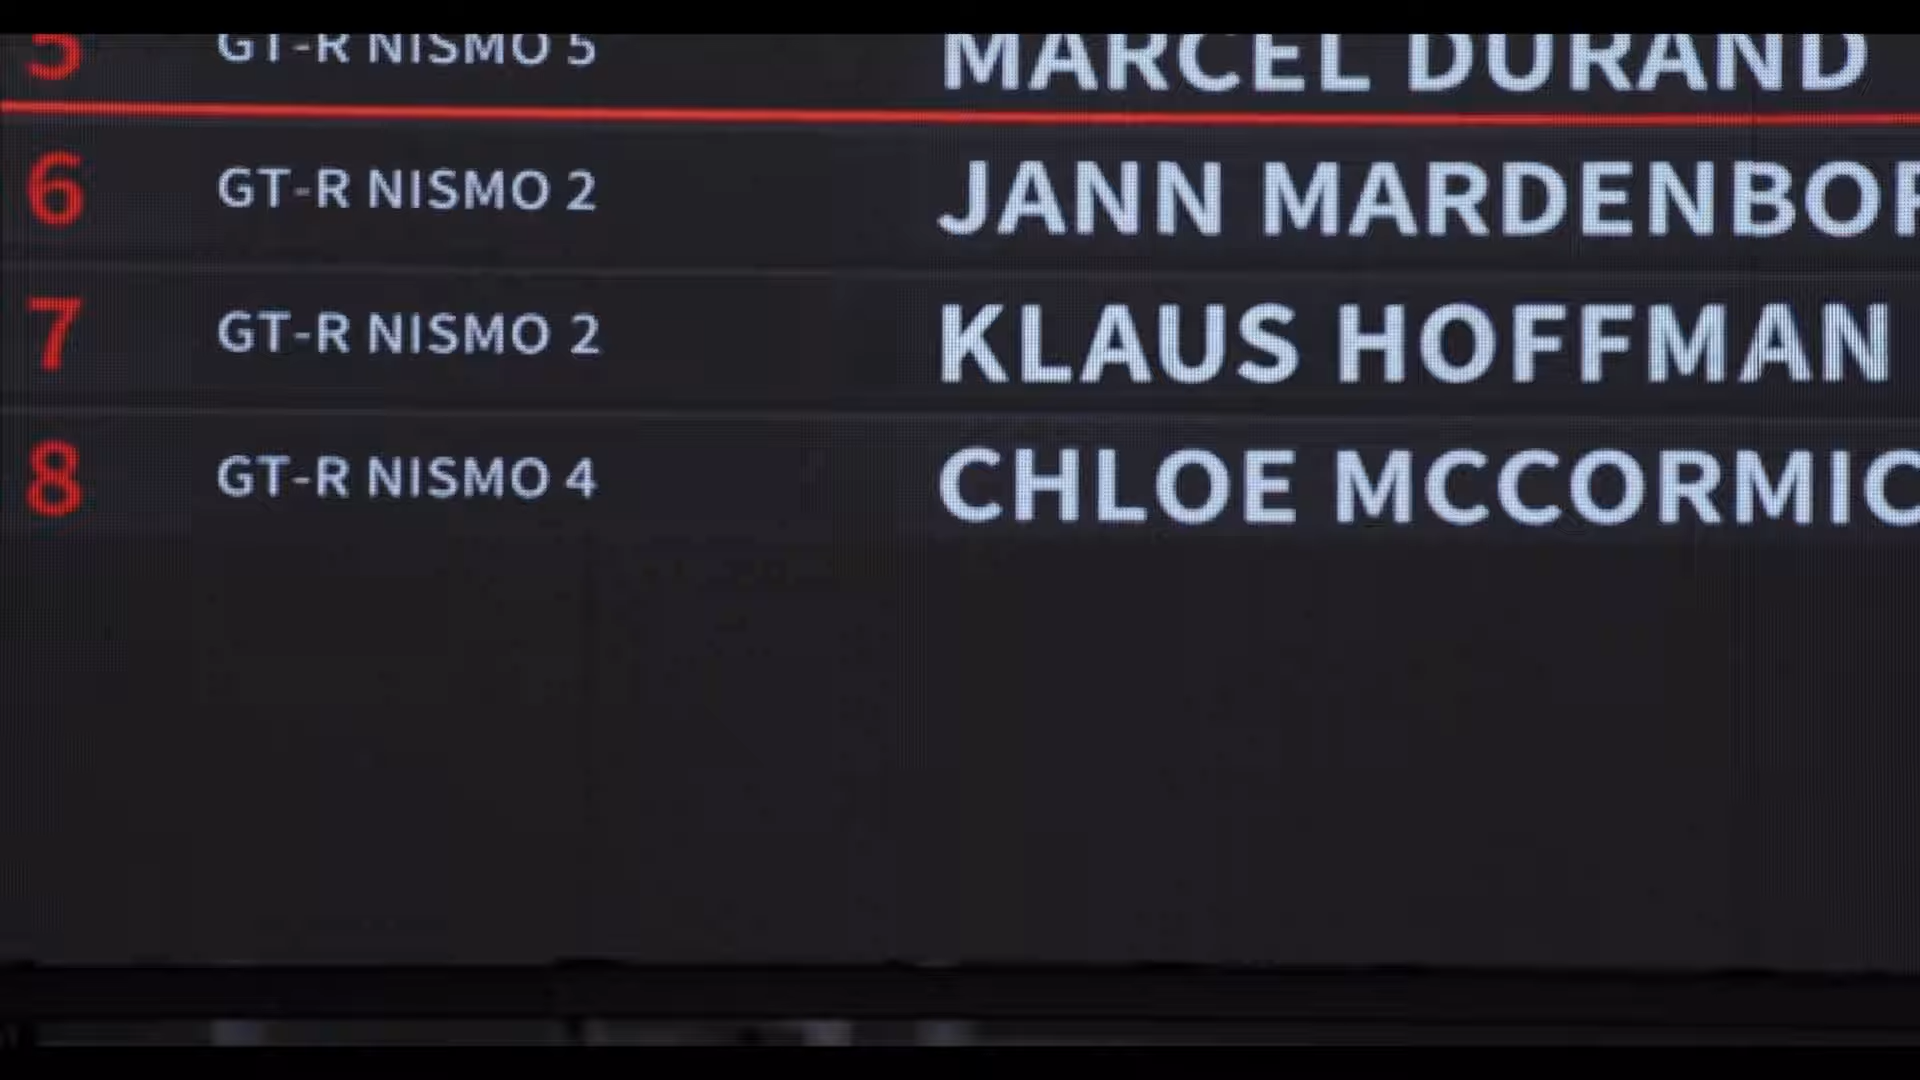 5 GT-R NISMO 5 MARCEL DURAND
6 GT-R NISMO 2 JANN MARDENBOR
7 GT-R NISMO 2 KLAUS HOFFMAN
8 GT-R NISMO 4 CHLOE MCCORMIC